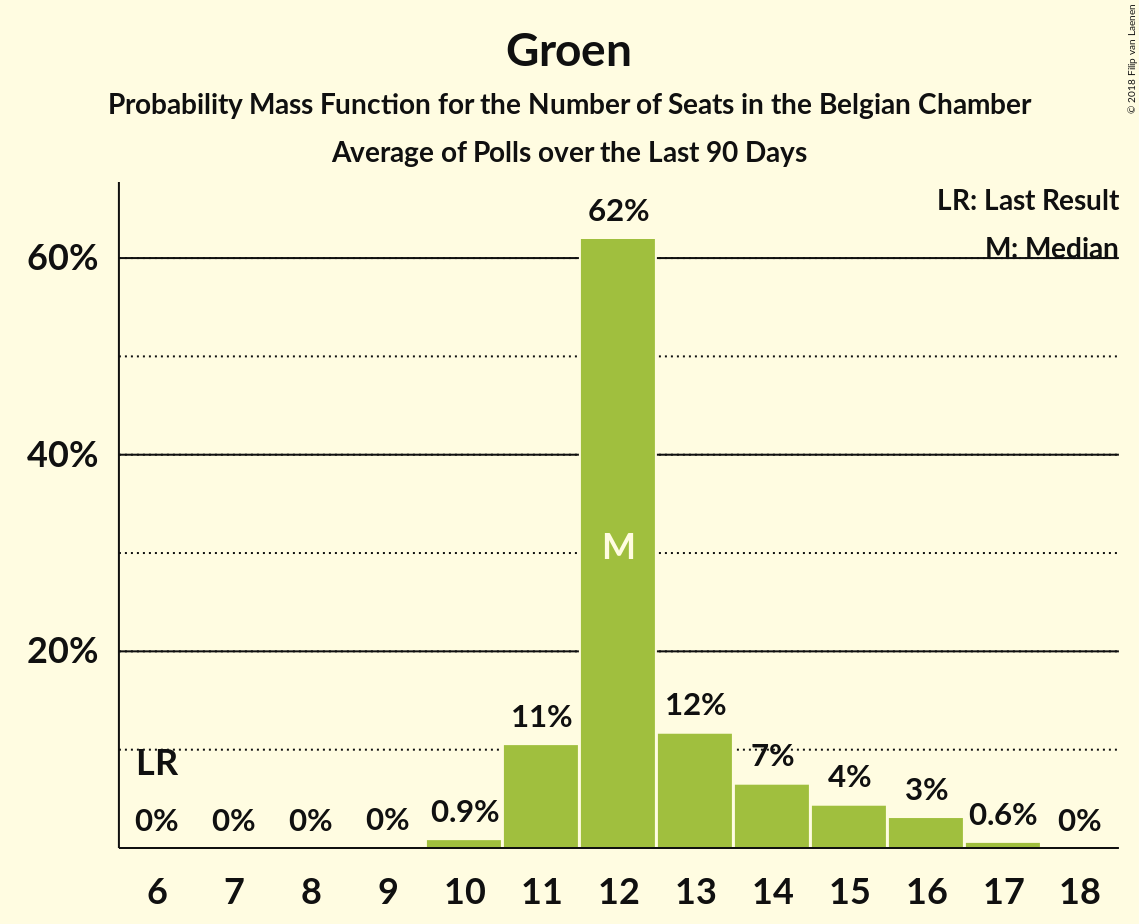 Groen
Probability Mass Function for the Number of Seats in the Belgian Chamber
Average of Polls over the Last 90 Days
© 2018 Filip van Laenen
LR: Last Result
M: Median
60%
40%
20%
LR
0%
0%
0%
0%
0.9%
11%
62%
M
12%
7%
4%
3%
0.6%
0%
6 7 8 9 10 11 12 13 14 15 16 17 18